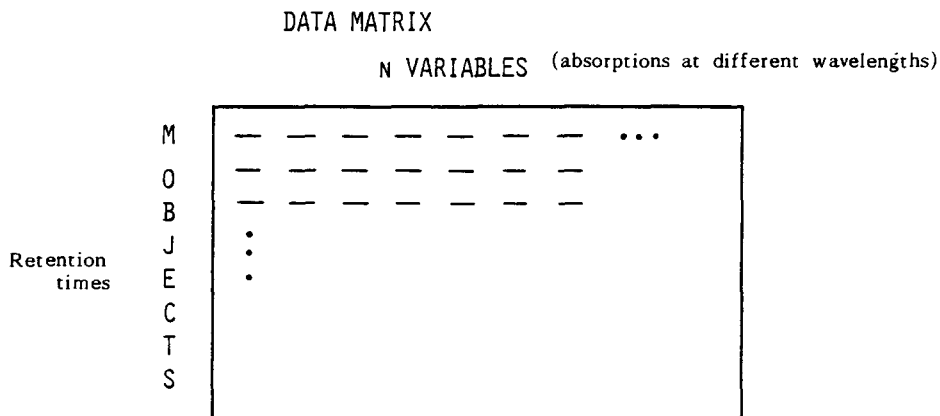 DATA MATRIX
N VARIABLES (absorptions at different wavelengths)
M
O
B
J
E
C
T
S
Retention
times